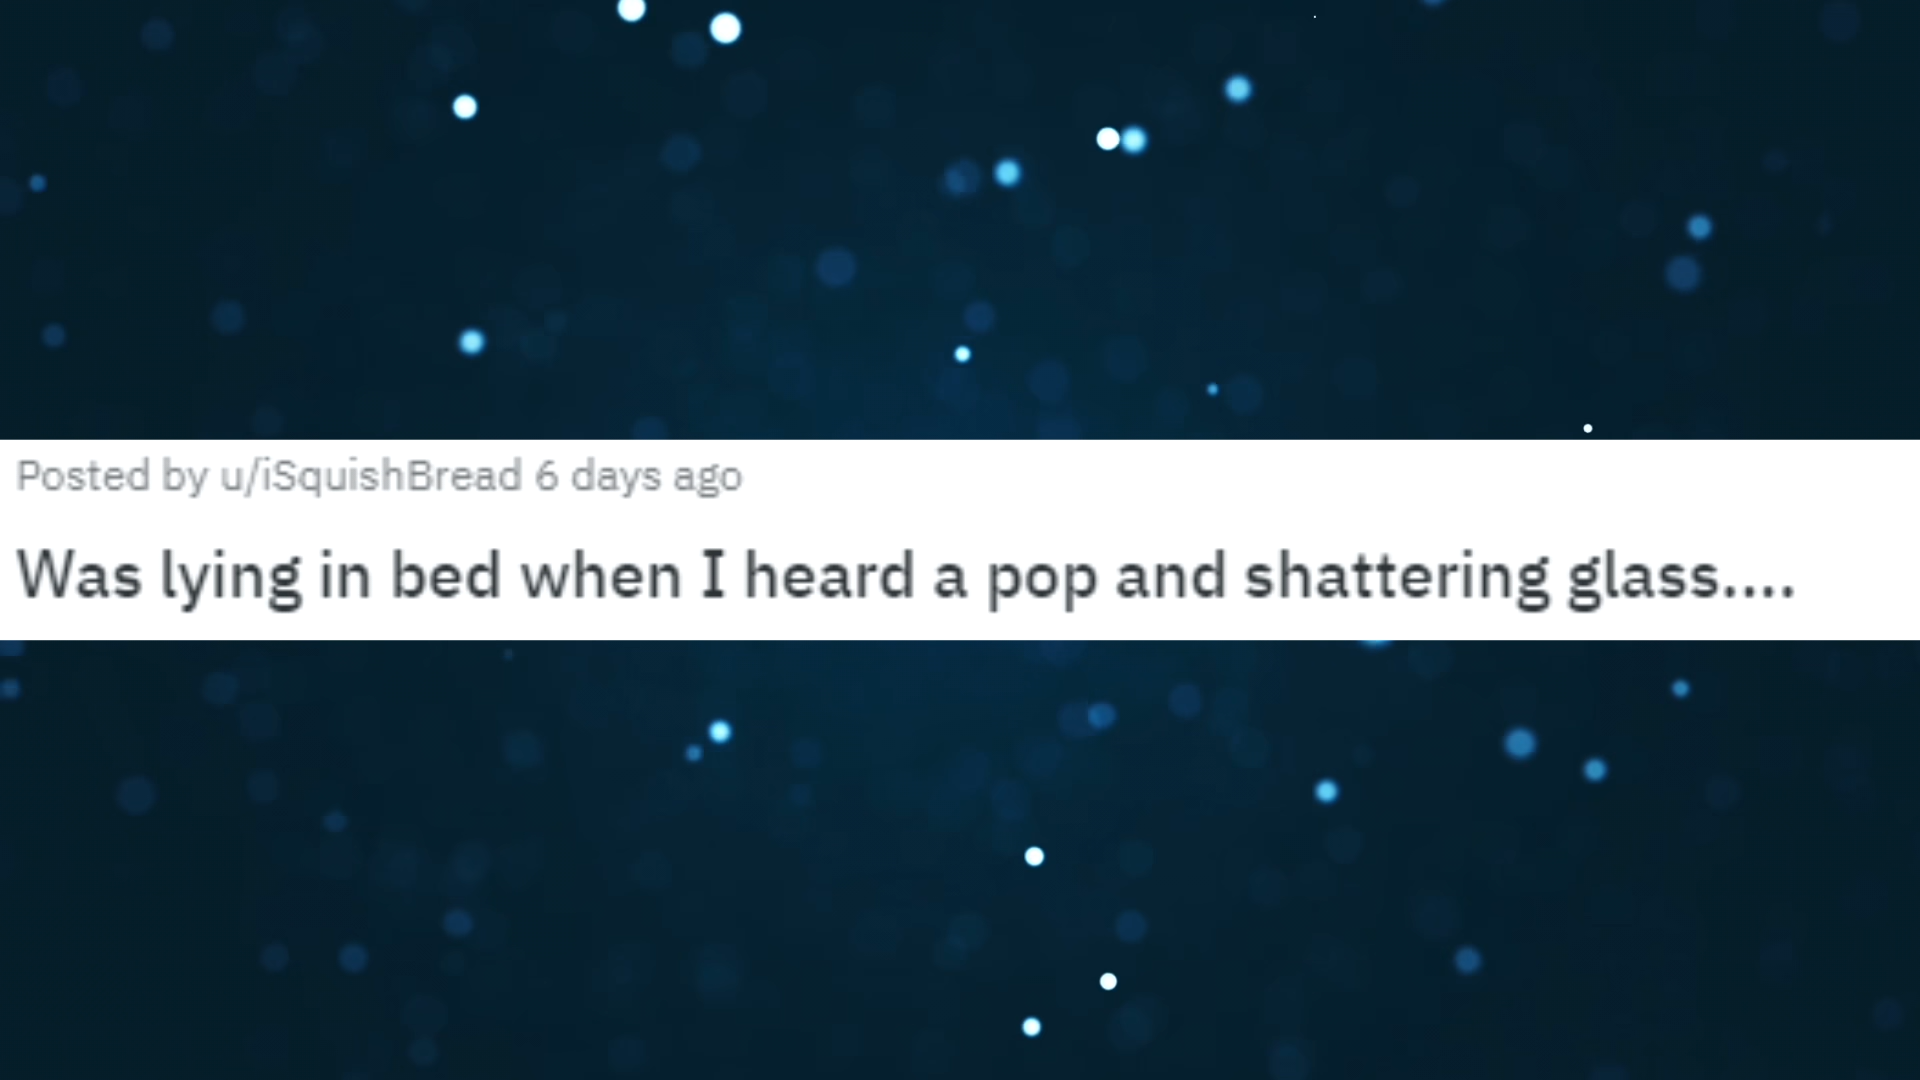 Posted by u/iSquishBread 6 days ago
Was lying in bed when I heard a pop and shattering glass....